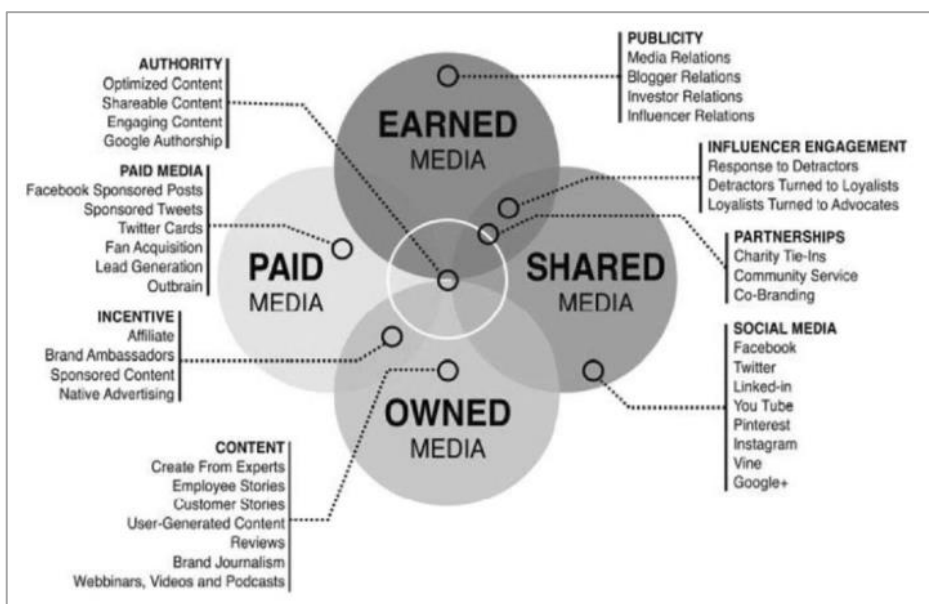 AUTHORITY
Optimized Content
Shareable Content
Engaging Content
Google Authorship
PAID MEDIA
Facebook Sponsored Posts
Sponsored Tweets
Twitter Cards
Fan Acquisition
Lead Generation
Outbrain
INCENTIVE
Affiliate
Brand Ambassadors
Sponsored Content
Native Advertising
CONTENT
Create From Experts
Employee Stories
Customer Stories
User-Generated Content
Reviews
Brand Journalism
Webbinars, Videos and Podcasts
EARNED
MEDIA
PAID
MEDIA
SHARED
MEDIA
OWNED
MEDIA
PUBLICITY
Media Relations
Blogger Relations
Investor Relations
Influencer Relations
INFLUENCER ENGAGEMENT
Response to Detractors
Detractors Turned to Loyalists
Loyalists Turned to Advocates
PARTNERSHIPS
Charity Tie-Ins
Community Service
Co-Branding
SOCIAL MEDIA
Facebook
Twitter
Linked-in
You Tube
Pinterest
Instagram
Vine
Google+